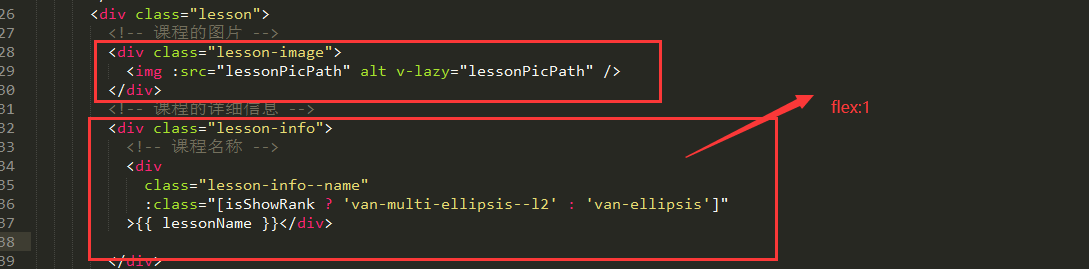 26 <div class="lesson">
27 <!-- 课程的图片 -->
28 <div class="lesson-image">
29 <img :src="lessonPicPath" alt v-lazy="lessonPicPath" />
30 </div>
31 <!-- 课程的详细信息 -->
32 <div class="lesson-info">
33 <!-- 课程名称 -->
34 <div
35 class="lesson-info--name"
36 :class="[isShowRank ? 'van-multi-ellipsis--l2' : 'van-ellipsis']"
37 >{{ lessonName }}</div>
38
39 </div>
flex:1